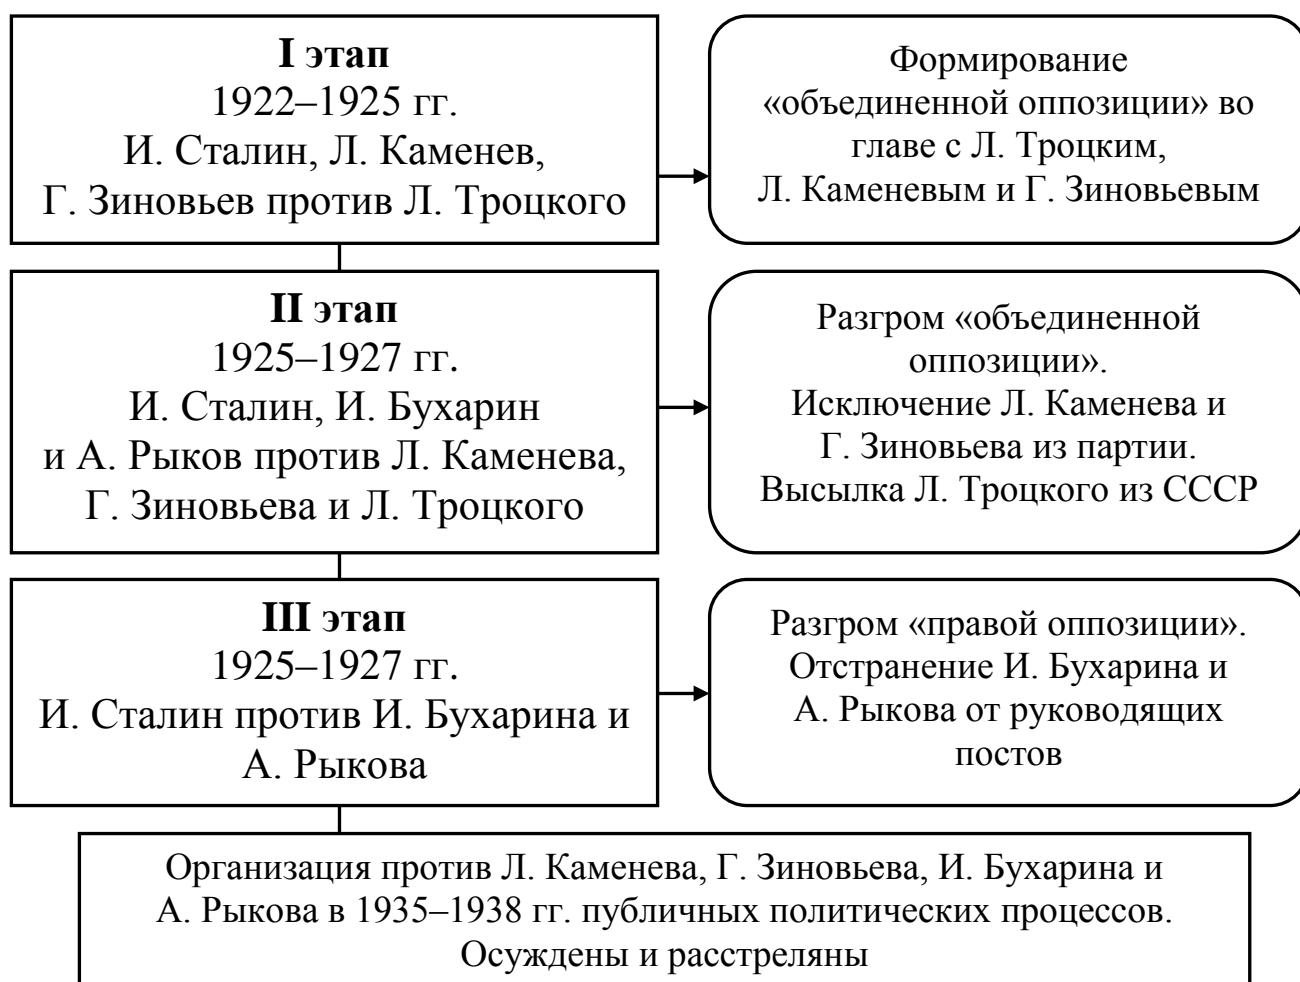 I этап
1922–1925 гг.
И. Сталин, Л. Каменев,
Г. Зиновьев против Л. Троцкого
Формирование
«объединенной оппозиции» во
главе с Л. Троцким,
Л. Каменевым и Г. Зиновьевым
II этап
1925–1927 гг.
И. Сталин, И. Бухарин
и А. Рыков против Л. Каменева,
Г. Зиновьева и Л. Троцкого
Разгром «объединенной
оппозиции».
Исключение Л. Каменева и
Г. Зиновьева из партии.
Высылка Л. Троцкого из СССР
III этап
1925–1927 гг.
И. Сталин против И. Бухарина и
А. Рыкова
Разгром «правой оппозиции».
Отстранение И. Бухарина и
А. Рыкова от руководящих
постов
Организация против Л. Каменева, Г. Зиновьева, И. Бухарина и
А. Рыкова в 1935–1938 гг. публичных политических процессов.
Осуждены и расстреляны